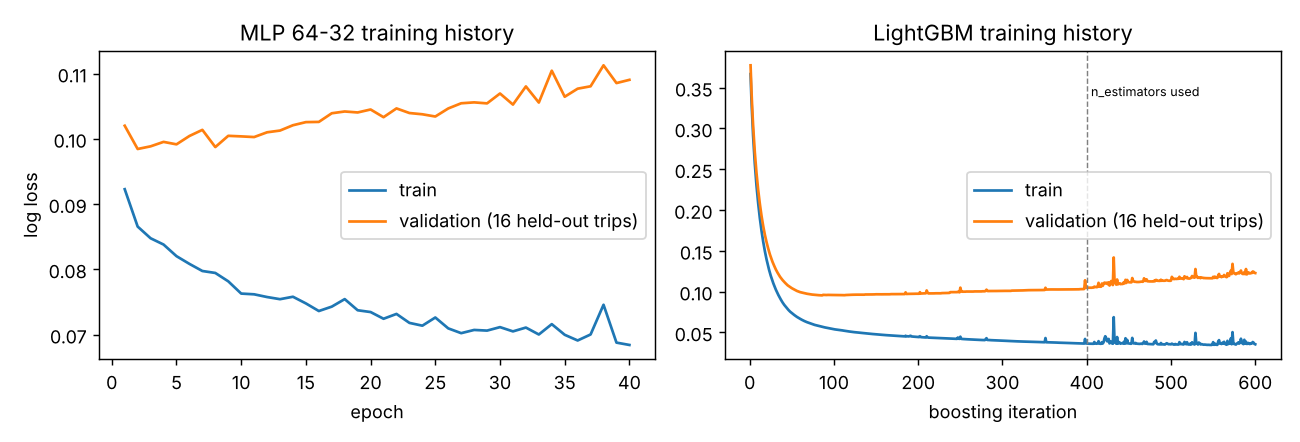 MLP 64-32 training history
0.11
0.10
0.09
0.08
0.07
log loss
train
validation (16 held-out trips)
0 5 10 15 20 25 30 35 40
epoch
LightGBM training history
0.35
0.30
0.25
0.20
0.15
0.10
0.05
n_estimators used
train
validation (16 held-out trips)
0 100 200 300 400 500 600
boosting iteration